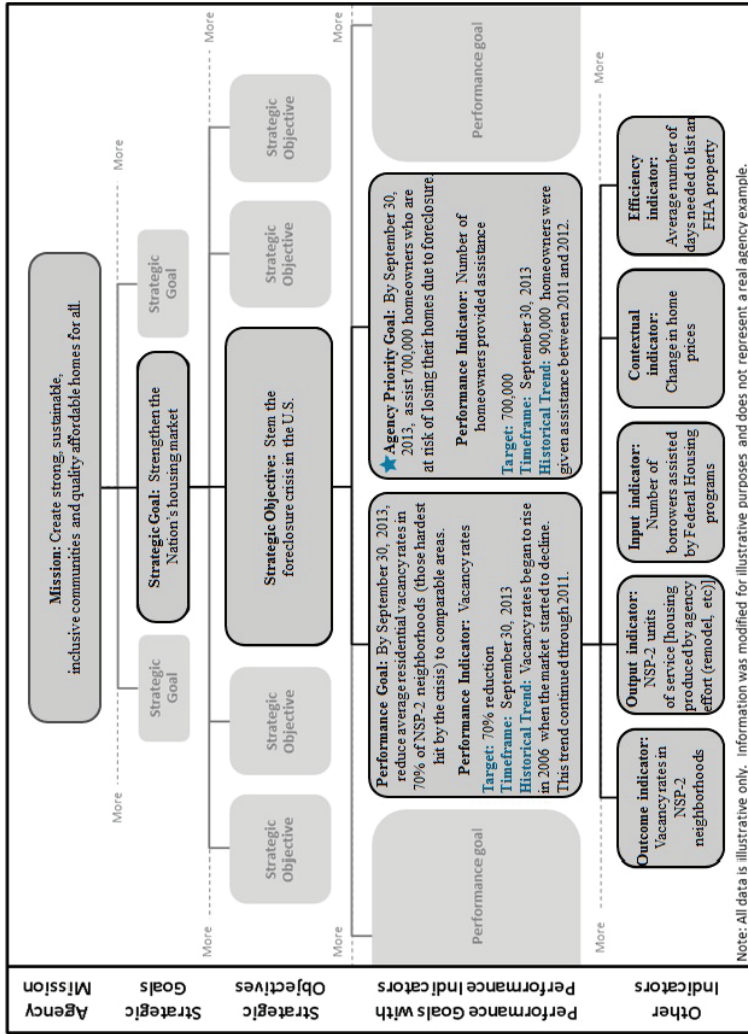 Agency
Mission
Mission: Create strong, sustainable,
inclusive communities and quality affordable homes for all.
More
More
Strategic
Goals
Strategic
Goal
Strategic Goal: Strengthen the
Nation's housing market
Strategic
Goal
More
More
Strategic
Objectives
Strategic
Objective
Strategic
Objective
Strategic Objective: Stem the
foreclosure crisis in the U.S.
Strategic
Objective
Strategic
Objective
More
More
Performance Goals with
Performance Indicators
Performance goal
Performance Goal: By September 30, 2013,
reduce average residential vacancy rates in
70% of NSP-2 neighborhoods (those hardest
hit by the crisis) to comparable areas.
Performance Indicator: Vacancy rates
Target: 70% reduction
Timeframe: September 30, 2013
Historical Trend: Vacancy rates began to rise
in 2006 when the market started to decline.
This trend continued through 2011.
Agency Priority Goal: By September 30,
2013, assist 700,000 homeowners who are
at risk of losing their homes due to foreclosure.
Performance Indicator: Number of
homeowners provided assistance
Target: 700,000
Timeframe: September 30, 2013
Historical Trend: 900,000 homeowners were
given assistance between 2011 and 2012.
Performance goal
More
More
Other
Indicators
Outcome indicator:
Vacancy rates in
NSP-2
neighborhoods
Output indicator:
NSP-2 units
of service [housing
produced by agency
effort (remodel, etc)]
Input indicator:
Number of
borrowers assisted
by Federal Housing
programs
Contextual
indicator:
Change in home
prices
Efficiency
indicator:
Average number of
days needed to list an
FHA property
Note: All data is illustrative only. Information was modified for illustrative purposes and does not represent a real agency example.